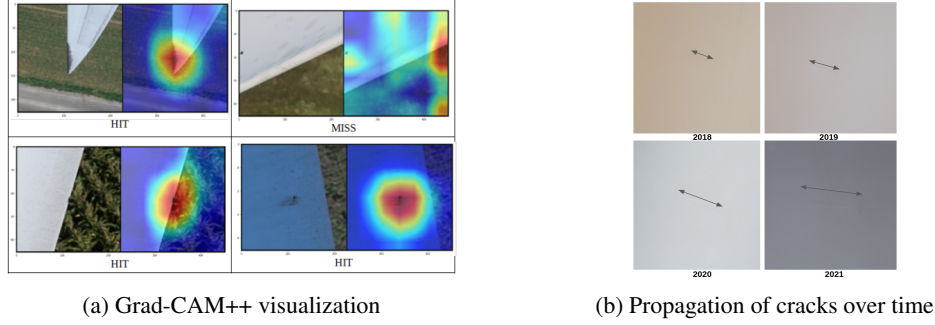 HIT
MISS
HIT
HIT
2018
2019
2020
2021
(a) Grad-CAM++ visualization
(b) Propagation of cracks over time